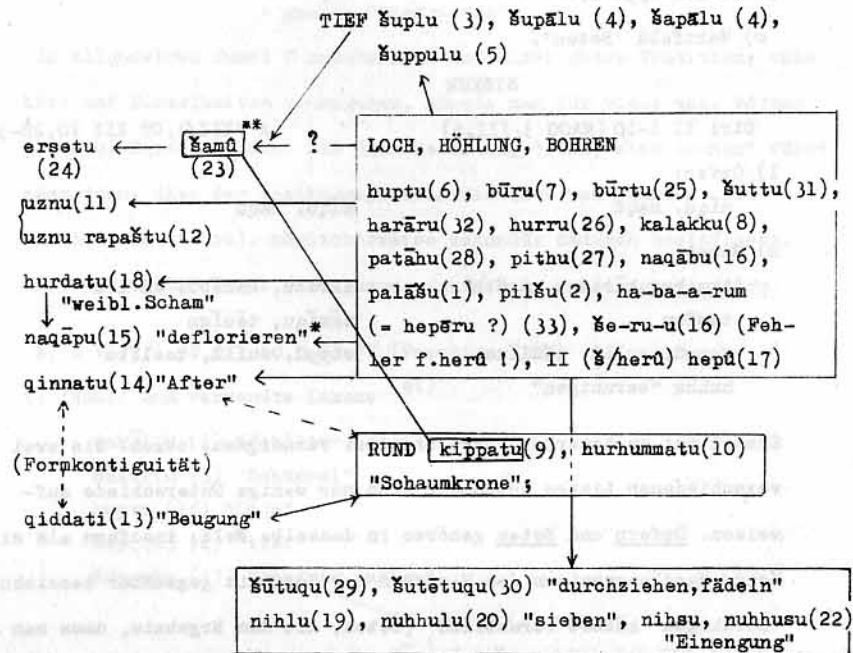 TIEF šuplu (3), šupālu (4), šapālu (4),
šuppulu (5)
erṣetu
(24)
šamû
**
(23)
?
LOCH, HÖHLUNG, BOHREN
huptu(6), būru(7), būrtu(25), šuttu(31),
harāru(32), hurru(26), kalakku(8),
patāhu(28), pithu(27), naqābu(16),
palāšu(1), pilšu(2), ha-ba-a-rum
(= hepēru ?) (33), še-ru-u(16) (Feh-
ler f.herû !), II (š/herû) hepû(17)
uznu(11)
uznu rapaštu(12)
hurdatu(18)
"weibl.Scham"
naqāpu(15) "deflorieren"*
qinnatu(14)"After"
(Formkontiguität)
qiddati(13)"Beugung"
RUND kippatu(9), hurhummatu(10)
"Schaumkrone";
šūtuqu(29), šutētuqu(30) "durchziehen,fädeln"
nihlu(19), nuhhulu(20) "sieben", nihsu, nuhhusu(22)
"Einengung"